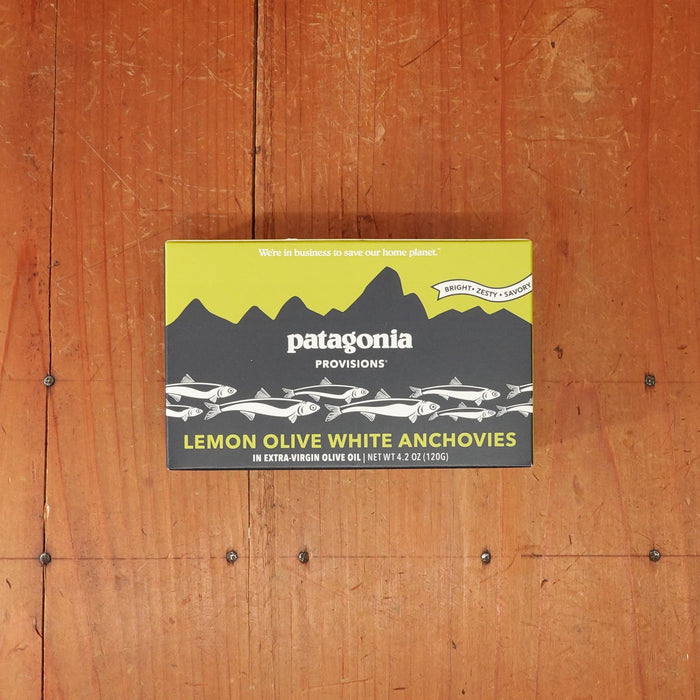 We're in business to save our home planet.™
BRIGHT • ZESTY • SAVORY
patagonia
PROVISIONS®
LEMON OLIVE WHITE ANCHOVIES
IN EXTRA-VIRGIN OLIVE OIL | NET WT 4.2 OZ (120G)